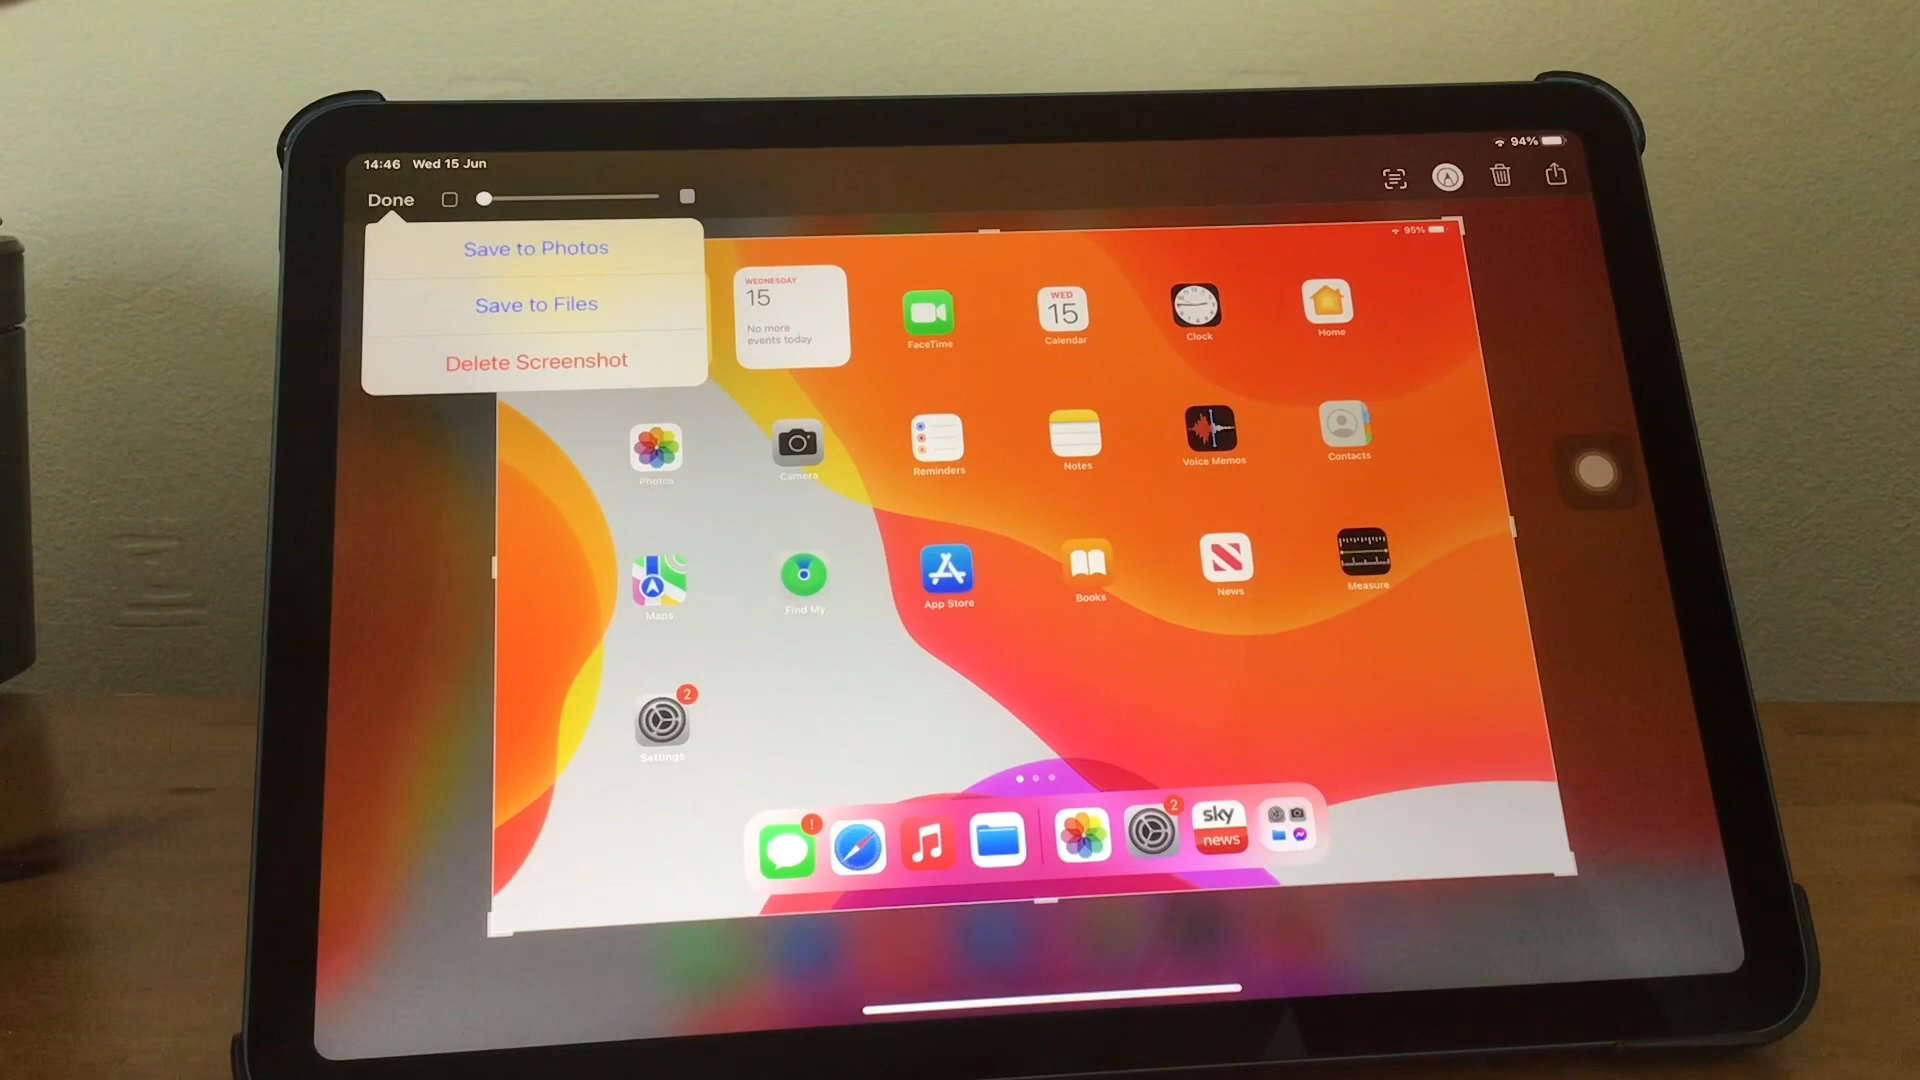 14:46 Wed 15 Jun
94%
Done
Save to Photos
Save to Files
Delete Screenshot
95%
WEDNESDAY
15
No more
events today
FaceTime
WED
15
Calendar
Clock
Home
Photos
Camera
Reminders
Notes
Voice Memos
Contacts
Maps
Find My
App Store
Books
News
Measure
2
Settings
!
2
sky
news